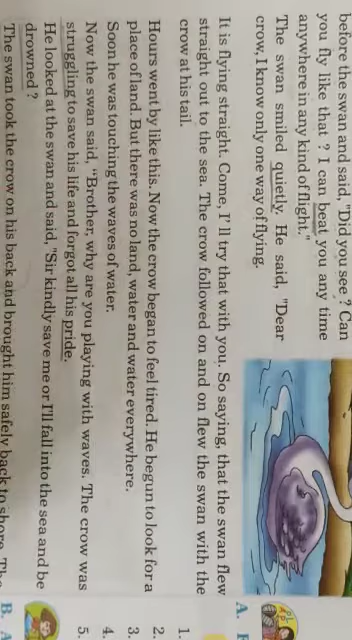 before the swan and said, "Did you see ? Can
you fly like that ? I can beat you any time
anywhere in any kind of flight."
The swan smiled quietly. He said, "Dear
crow, I know only one way of flying.
It is flying straight. Come, I' ll try that with you. So saying, that the swan flew
straight out to the sea. The crow followed on and on flew the swan with the
crow at his tail.
Hours went by like this. Now the crow began to feel tired. He begun to look for a
place of land. But there was no land, water and water everywhere.
Soon he was touching the waves of water.
Now the swan said, "Brother, why are you playing with waves. The crow was
struggling to save his life and forgot all his pride.
He looked at the swan and said, "Sir kindly save me or I'll fall into the sea and be
drowned ?
The swan took the crow on his back and brought him safely back to shore. The
A.
1.
2.
3.
4.
5.
B.